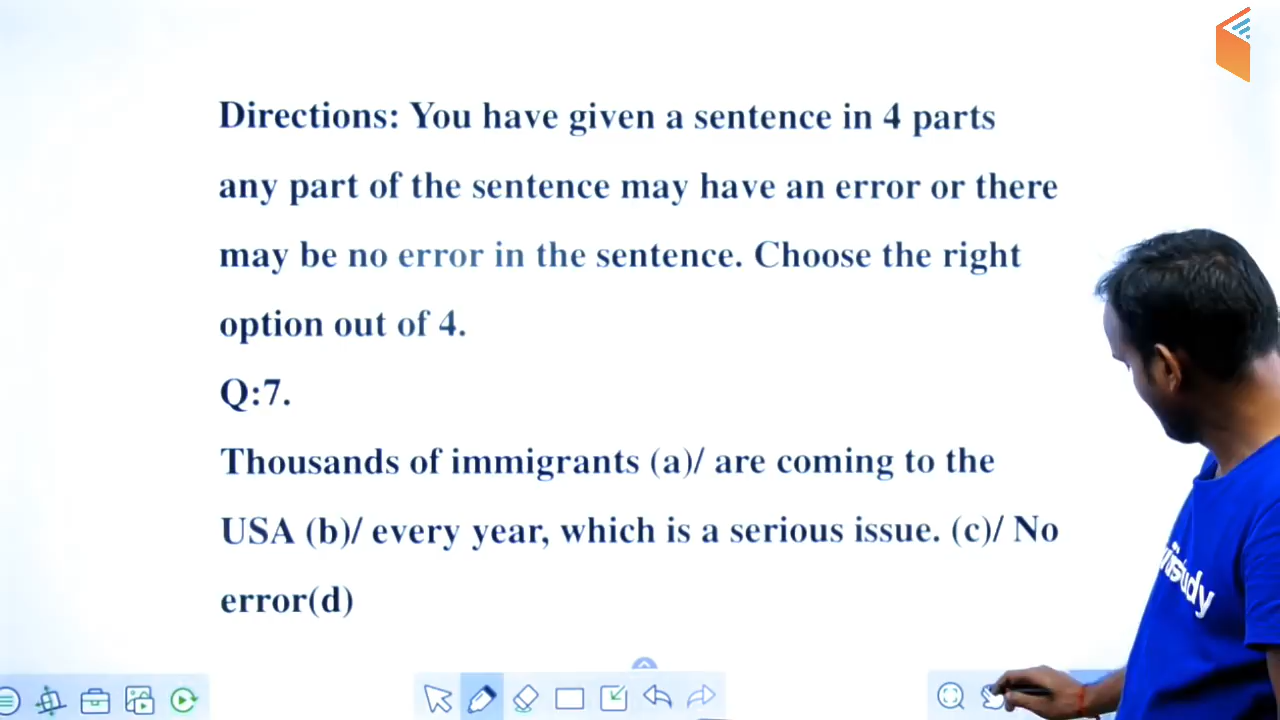 Directions: You have given a sentence in 4 parts
any part of the sentence may have an error or there
may be no error in the sentence. Choose the right
option out of 4.
Q:7.
Thousands of immigrants (a)/ are coming to the
USA (b)/ every year, which is a serious issue. (c)/ No
error(d)